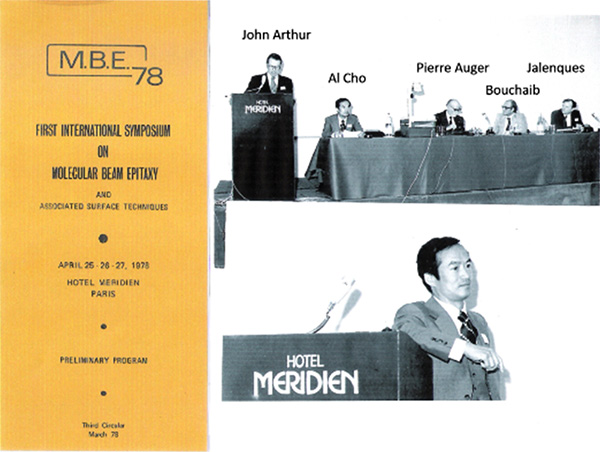 M.B.E.
78
FIRST INTERNATIONAL SYMPOSIUM
ON
MOLECULAR BEAM EPITAXY
AND
ASSOCIATED SURFACE TECHNIQUES
APRIL 25-26-27, 1978
HOTEL MERIDIEN
PARIS
PRELIMINARY PROGRAM
Third Circular
March 78
John Arthur
Al Cho
Pierre Auger
Jalenques
Bouchaib
HOTEL
MERIDIEN
HOTEL
MERIDIEN